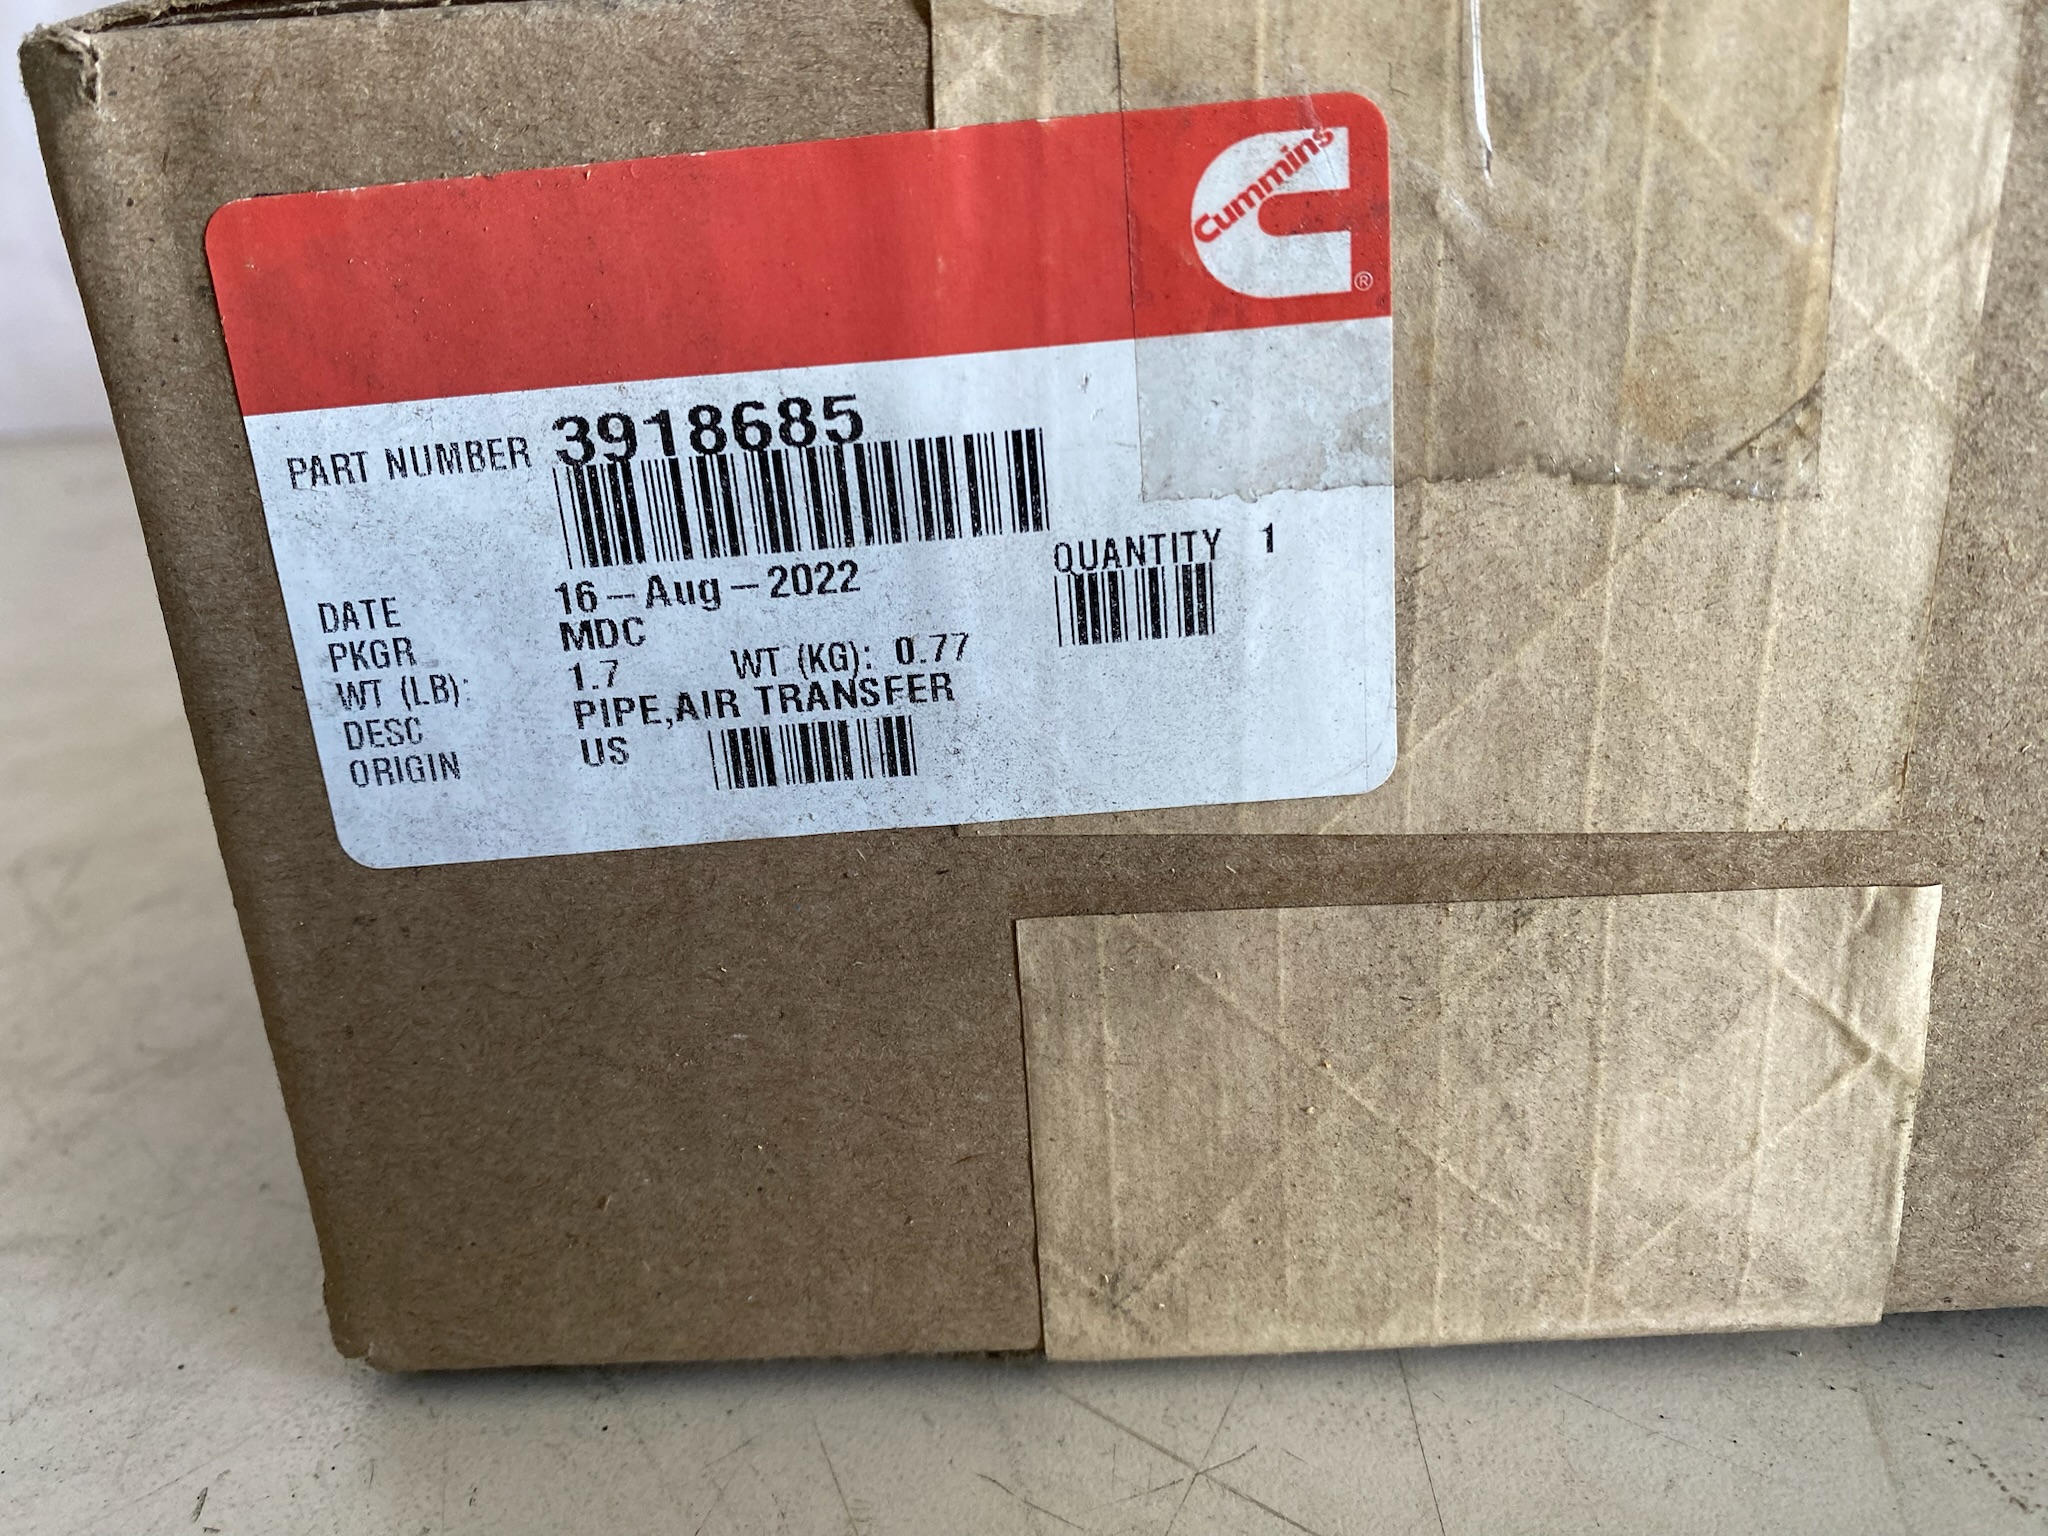 Cummins
®
PART NUMBER 3918685
QUANTITY 1
DATE 16-Aug-2022
PKGR MDC
WT (LB): 1.7 WT (KG): 0.77
DESC PIPE,AIR TRANSFER
ORIGIN US